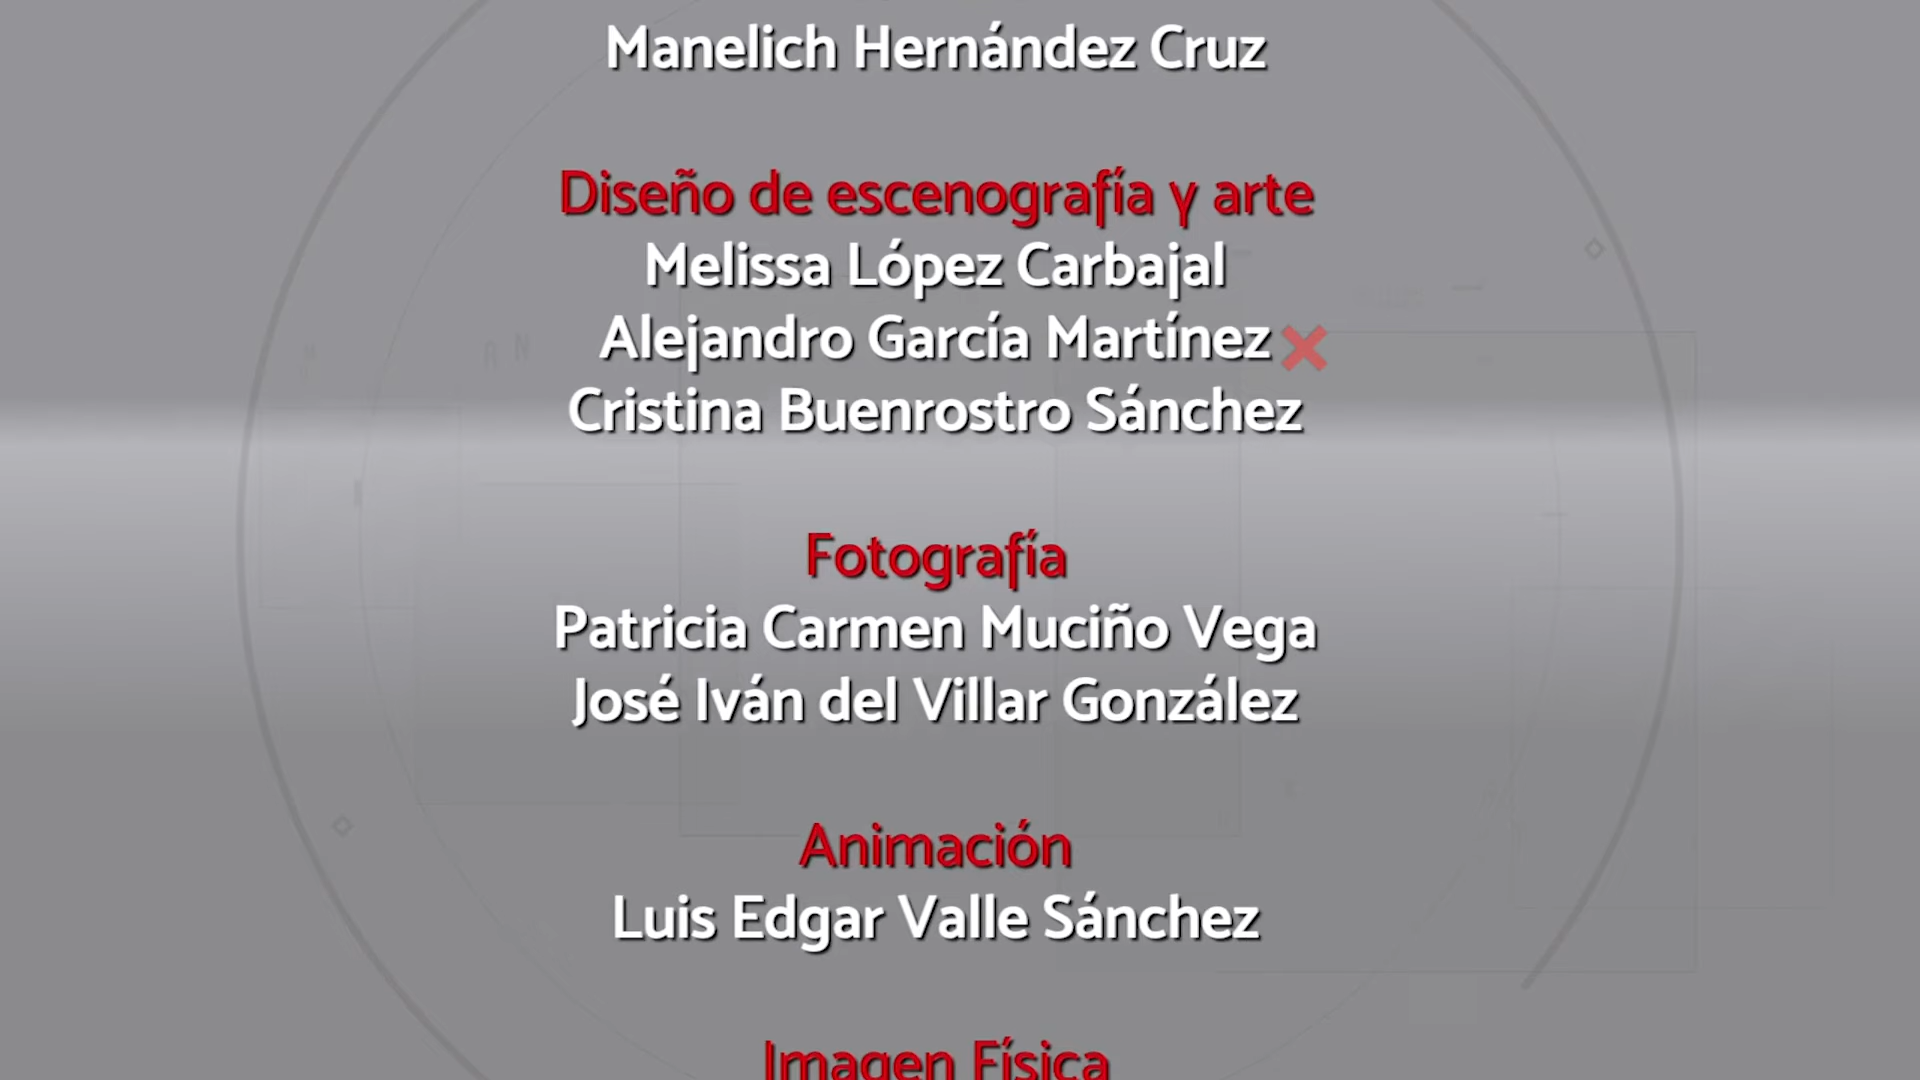 Manelich Hernández Cruz
Diseño de escenografía y arte
Melissa López Carbajal
Alejandro García Martínez
Cristina Buenrostro Sánchez
Fotografía
Patricia Carmen Muciño Vega
José Iván del Villar González
Animación
Luis Edgar Valle Sánchez
Imagen Física